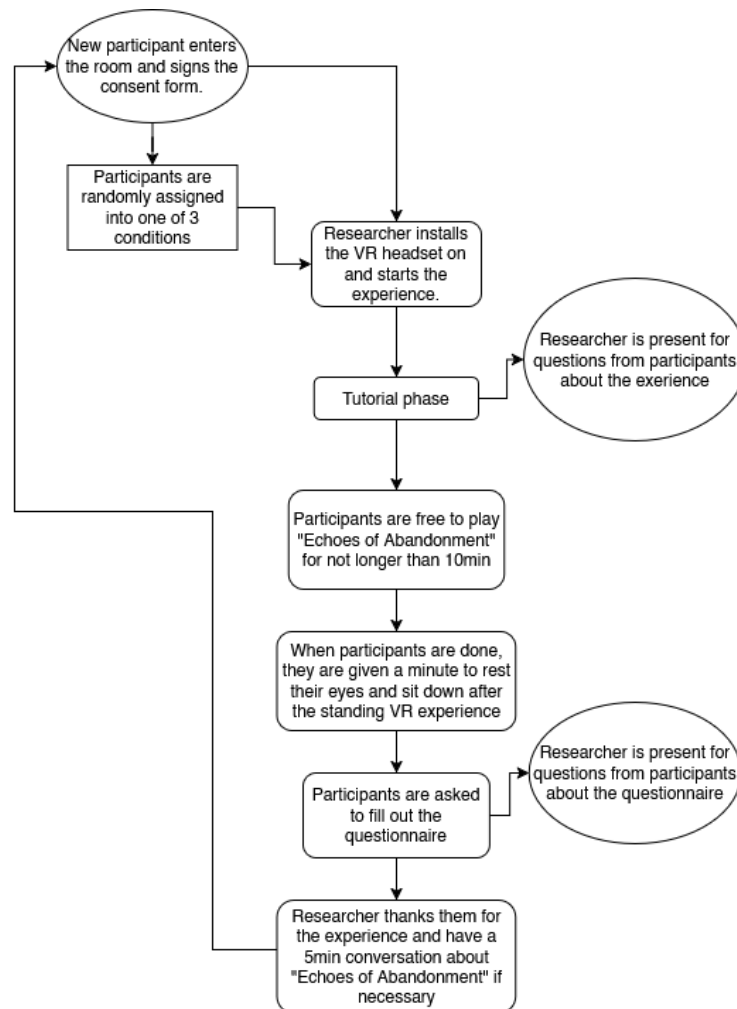 New participant enters
the room and signs the
consent form.
Participants are
randomly assigned
into one of 3
conditions
Researcher installs
the VR headset on
and starts the
experience.
Researcher is present for
questions from participants
about the exerience
Tutorial phase
Participants are free to play
"Echoes of Abandonment"
for not longer than 10min
When participants are done,
they are given a minute to rest
their eyes and sit down after
the standing VR experience
Researcher is present for
questions from participants
about the questionnaire
Participants are asked
to fill out the
questionnaire
Researcher thanks them for
the experience and have a
5min conversation about
"Echoes of Abandonment" if
necessary